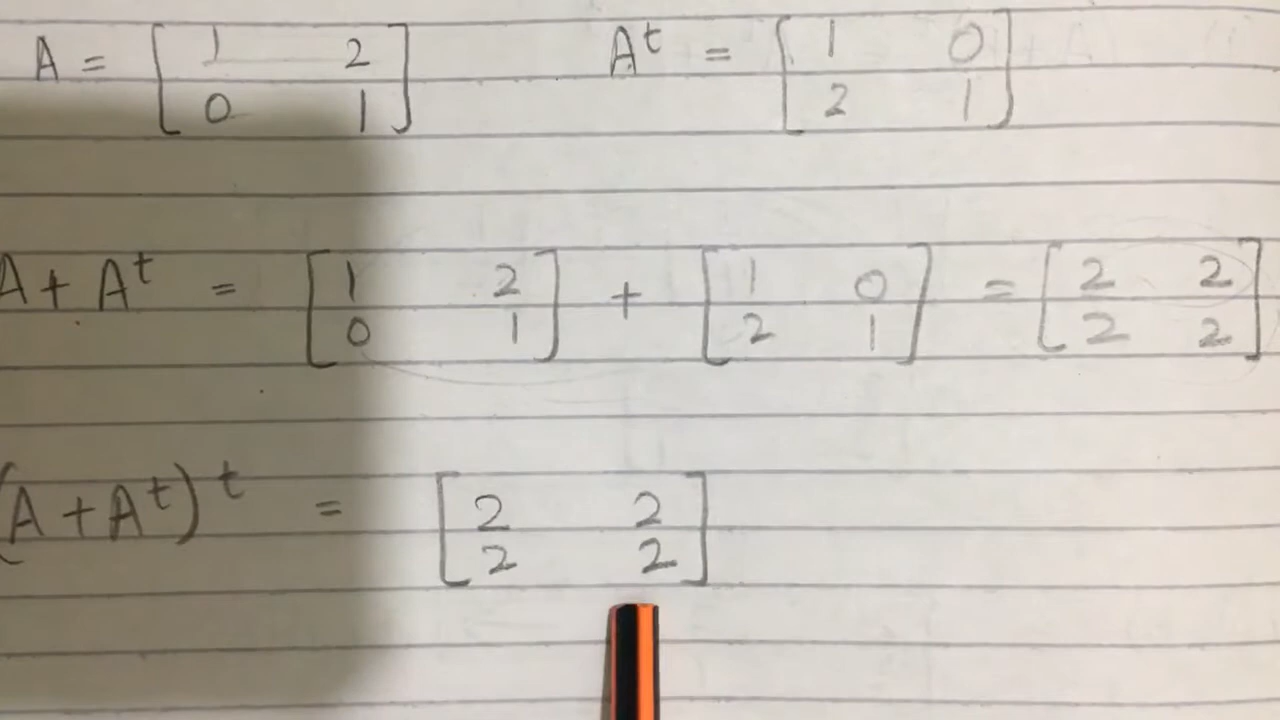 A = [ 1 2 ] A^t = [ 1 0 ]
[ 0 1 ] [ 2 1 ]
A + A^t = [ 1 2 ] + [ 1 0 ] = [ 2 2 ]
[ 0 1 ] [ 2 1 ] [ 2 2 ]
(A + A^t)^t = [ 2 2 ]
[ 2 2 ]